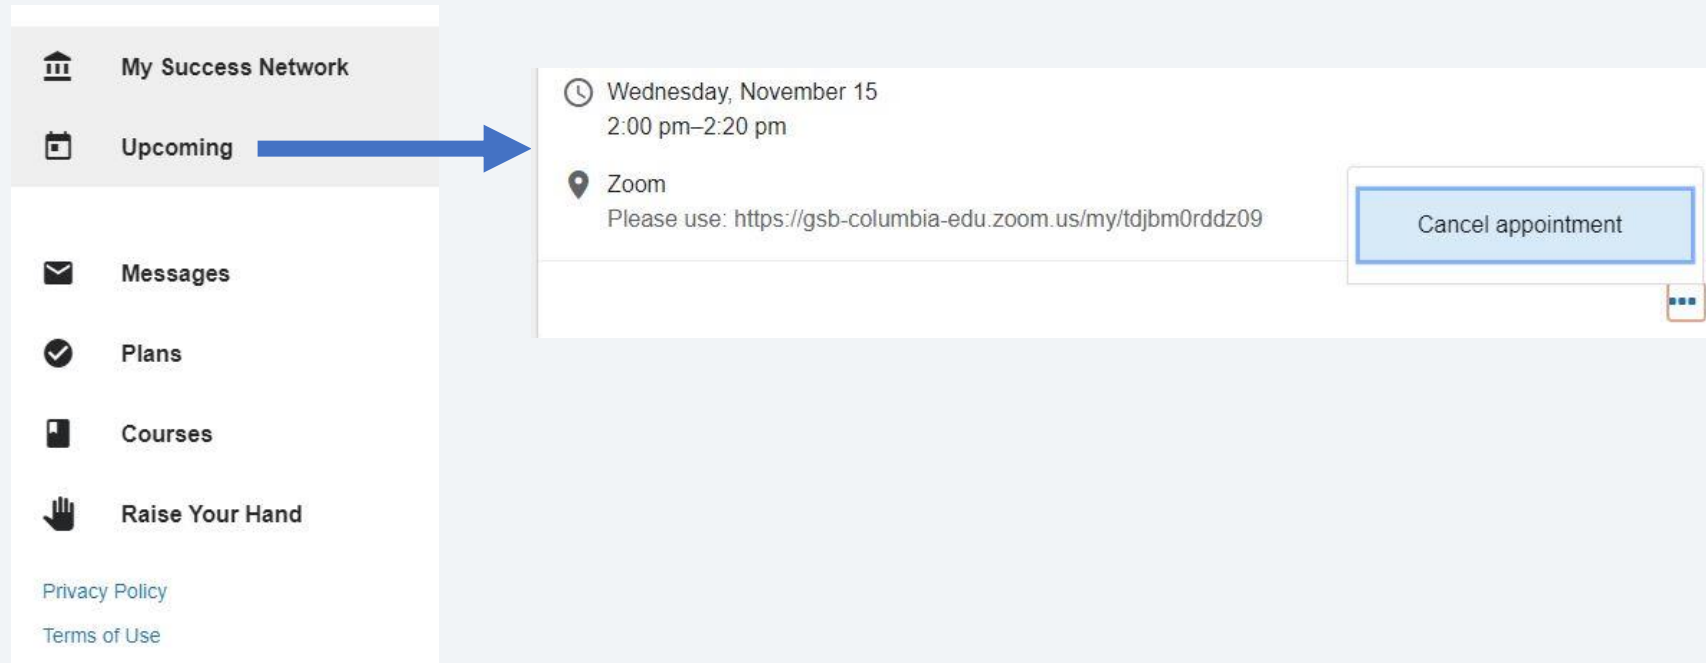 My Success Network
Upcoming
Messages
Plans
Courses
Raise Your Hand
Privacy Policy
Terms of Use
Wednesday, November 15
2:00 pm–2:20 pm
Zoom
Please use: https://gsb-columbia-edu.zoom.us/my/tdjbm0rddz09
Cancel appointment